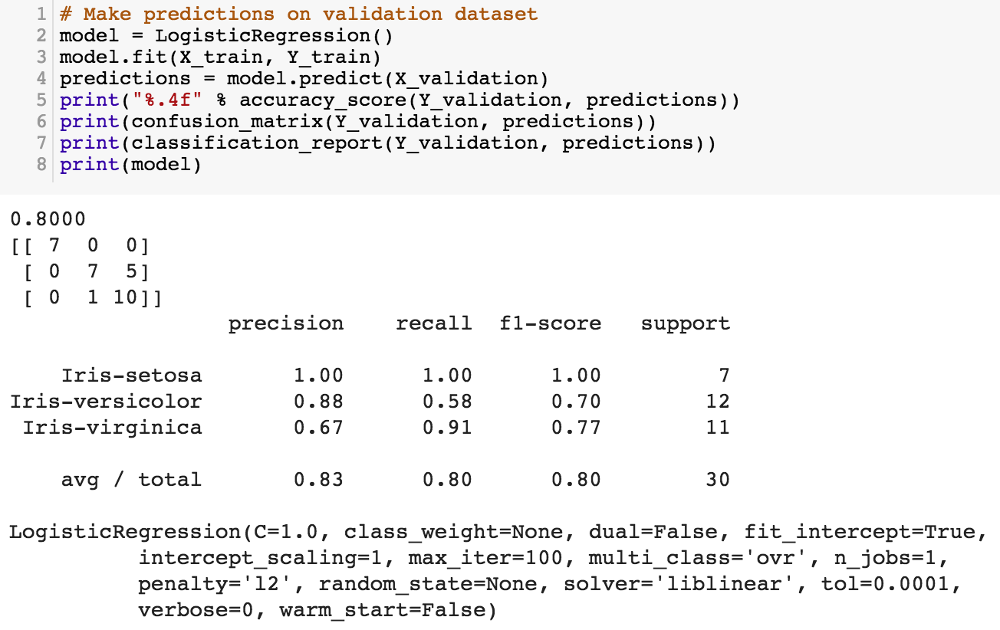 1 # Make predictions on validation dataset
2 model = LogisticRegression()
3 model.fit(X_train, Y_train)
4 predictions = model.predict(X_validation)
5 print("%.4f" % accuracy_score(Y_validation, predictions))
6 print(confusion_matrix(Y_validation, predictions))
7 print(classification_report(Y_validation, predictions))
8 print(model)
0.8000
[[ 7  0  0]
 [ 0  7  5]
 [ 0  1 10]]
                 precision    recall  f1-score   support

    Iris-setosa       1.00      1.00      1.00         7
Iris-versicolor       0.88      0.58      0.70        12
 Iris-virginica       0.67      0.91      0.77        11

    avg / total       0.83      0.80      0.80        30

LogisticRegression(C=1.0, class_weight=None, dual=False, fit_intercept=True,
          intercept_scaling=1, max_iter=100, multi_class='ovr', n_jobs=1,
          penalty='l2', random_state=None, solver='liblinear', tol=0.0001,
          verbose=0, warm_start=False)